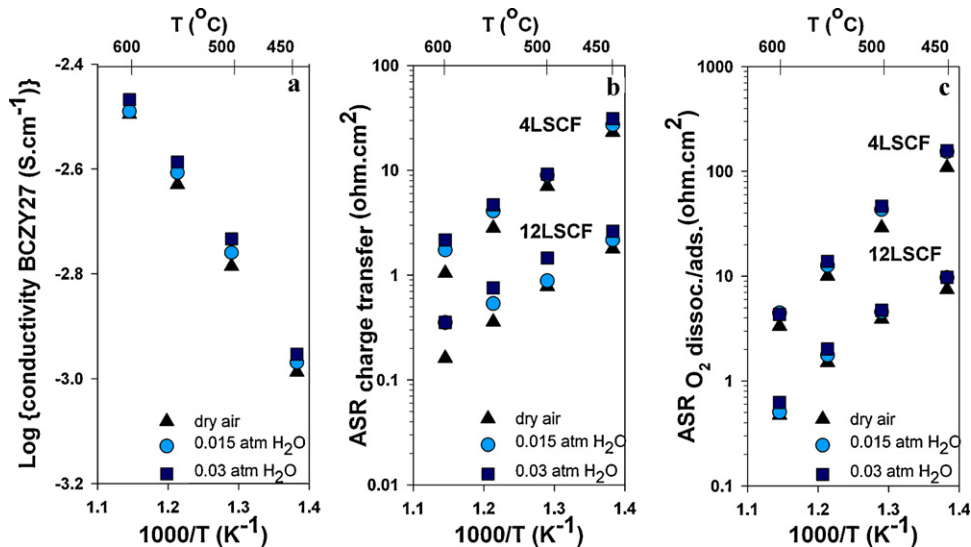 T (°C)
600 500 450
a
Log {conductivity BCZY27 (S.cm⁻¹)}
-2.4
-2.6
-2.8
-3.0
-3.2
dry air
0.015 atm H₂O
0.03 atm H₂O
1.1 1.2 1.3 1.4
1000/T (K⁻¹)
T (°C)
600 500 450
b
ASR charge transfer (ohm.cm²)
100
10
1
0.1
0.01
4LSCF
12LSCF
dry air
0.015 atm H₂O
0.03 atm H₂O
1.1 1.2 1.3 1.4
1000/T (K⁻¹)
T (°C)
600 500 450
c
ASR O₂ dissoc./ads.(ohm.cm²)
1000
100
10
1
0.1
4LSCF
12LSCF
dry air
0.015 atm H₂O
0.03 atm H₂O
1.1 1.2 1.3 1.4
1000/T (K⁻¹)